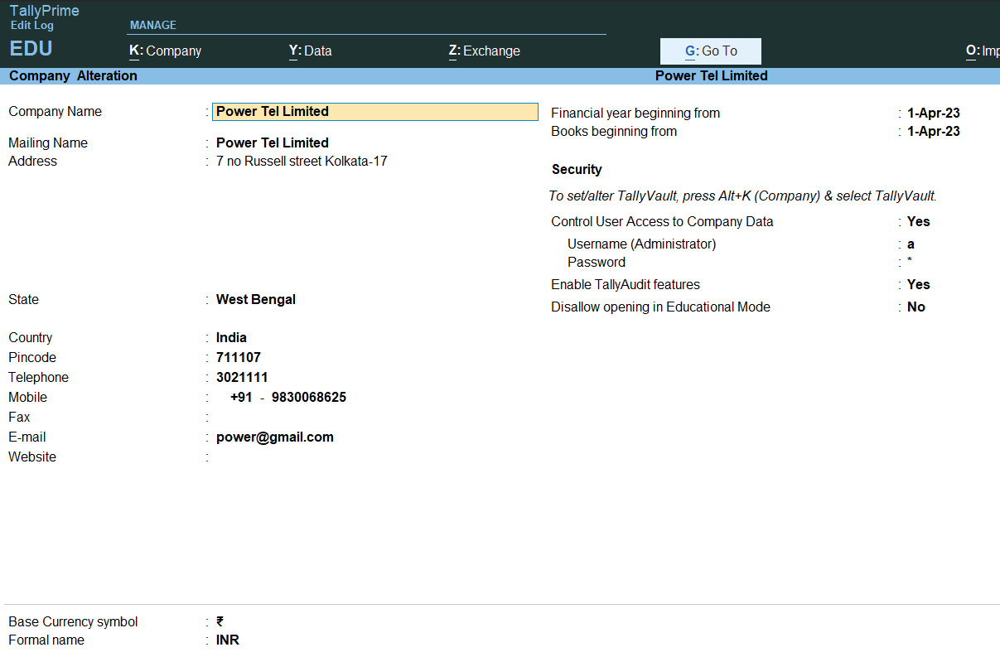 TallyPrime
Edit Log
MANAGE
EDU
K: Company
Y: Data
Z: Exchange
G: Go To
O: Imp
Company Alteration
Power Tel Limited
Company Name : Power Tel Limited
Mailing Name : Power Tel Limited
Address : 7 no Russell street Kolkata-17
State : West Bengal
Country : India
Pincode : 711107
Telephone : 3021111
Mobile : +91 - 9830068625
Fax :
E-mail : power@gmail.com
Website :
Financial year beginning from : 1-Apr-23
Books beginning from : 1-Apr-23
Security
To set/alter TallyVault, press Alt+K (Company) & select TallyVault.
Control User Access to Company Data : Yes
Username (Administrator) : a
Password : *
Enable TallyAudit features : Yes
Disallow opening in Educational Mode : No
Base Currency symbol : ₹
Formal name : INR